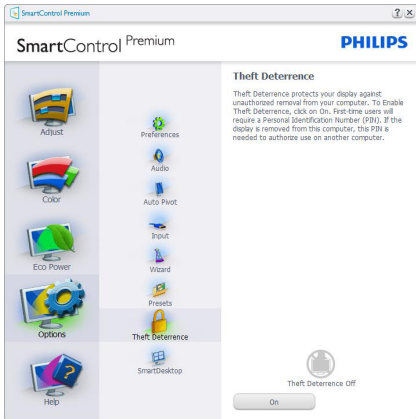 SmartControl Premium
SmartControl Premium
PHILIPS
Adjust
Color
Eco Power
Options
Help
Preferences
Audio
Auto Pivot
Input
Wizard
Presets
Theft Deterrence
SmartDesktop
Theft Deterrence
Theft Deterrence protects your display against
unauthorized removal from your computer. To Enable
Theft Deterrence, click on On. First-time users will
require a Personal Identification Number (PIN). If the
display is removed from this computer, this PIN is
needed to authorize use on another computer.
Theft Deterrence Off
On